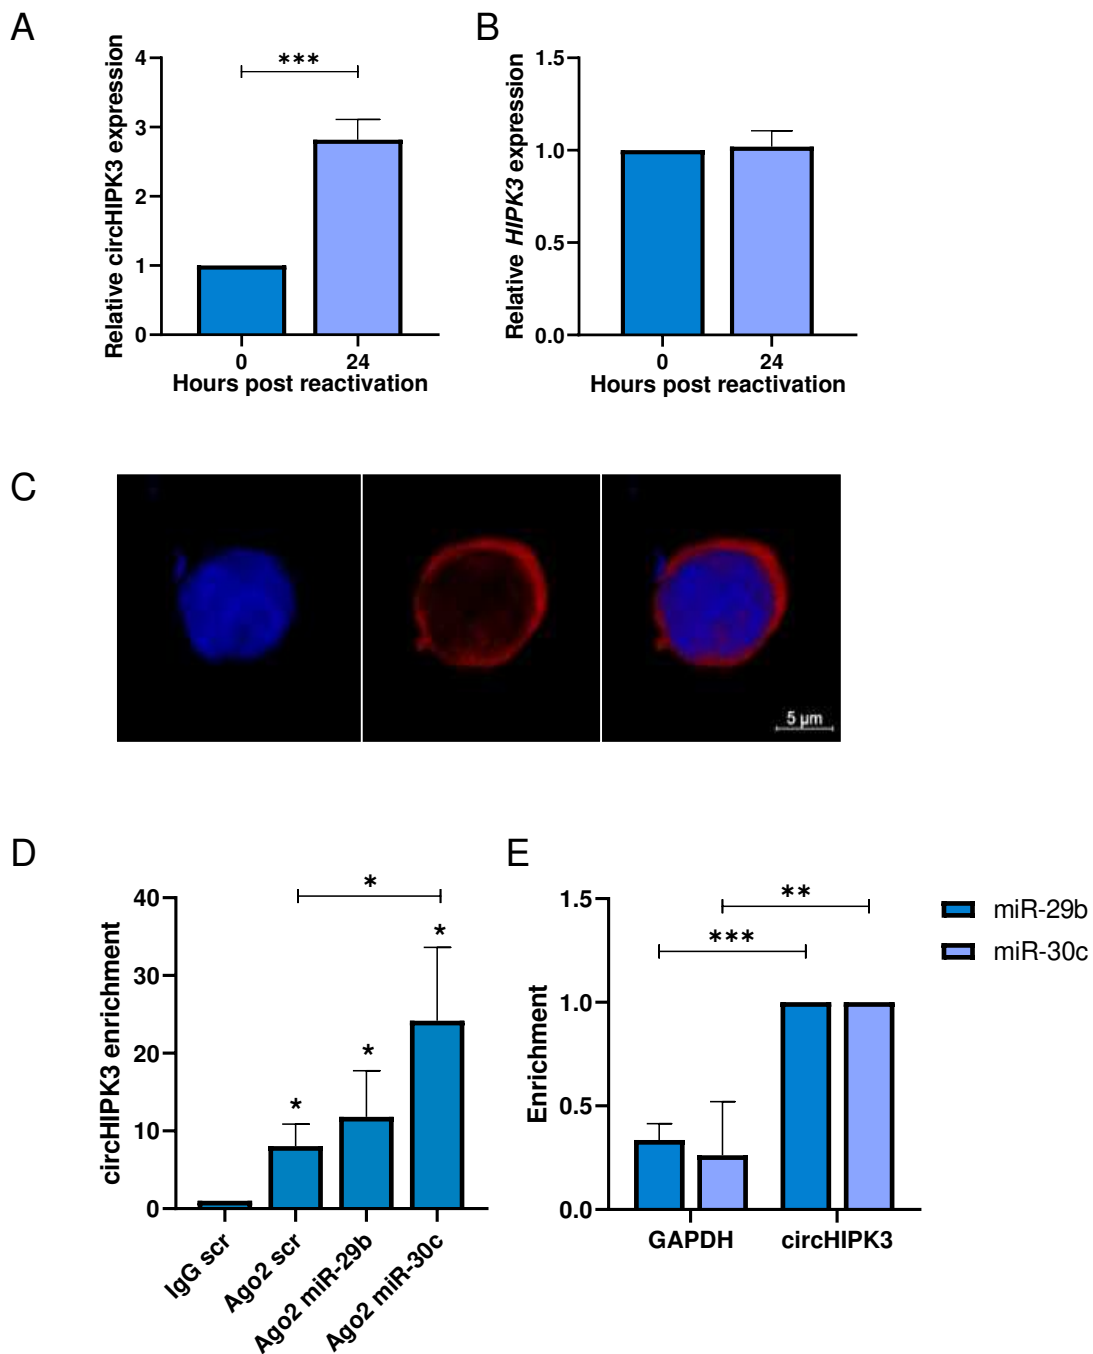 A
Relative circHIPK3 expression
4
3
2
1
0
***
0
24
Hours post reactivation
B
Relative HIPK3 expression
1.5
1.0
0.5
0.0
0
24
Hours post reactivation
C
5 µm
D
circHIPK3 enrichment
40
30
20
10
0
*
*
*
*
IgG scr
Ago2 scr
Ago2 miR-29b
Ago2 miR-30c
E
Enrichment
1.5
1.0
0.5
0.0
**
***
GAPDH
circHIPK3
miR-29b
miR-30c